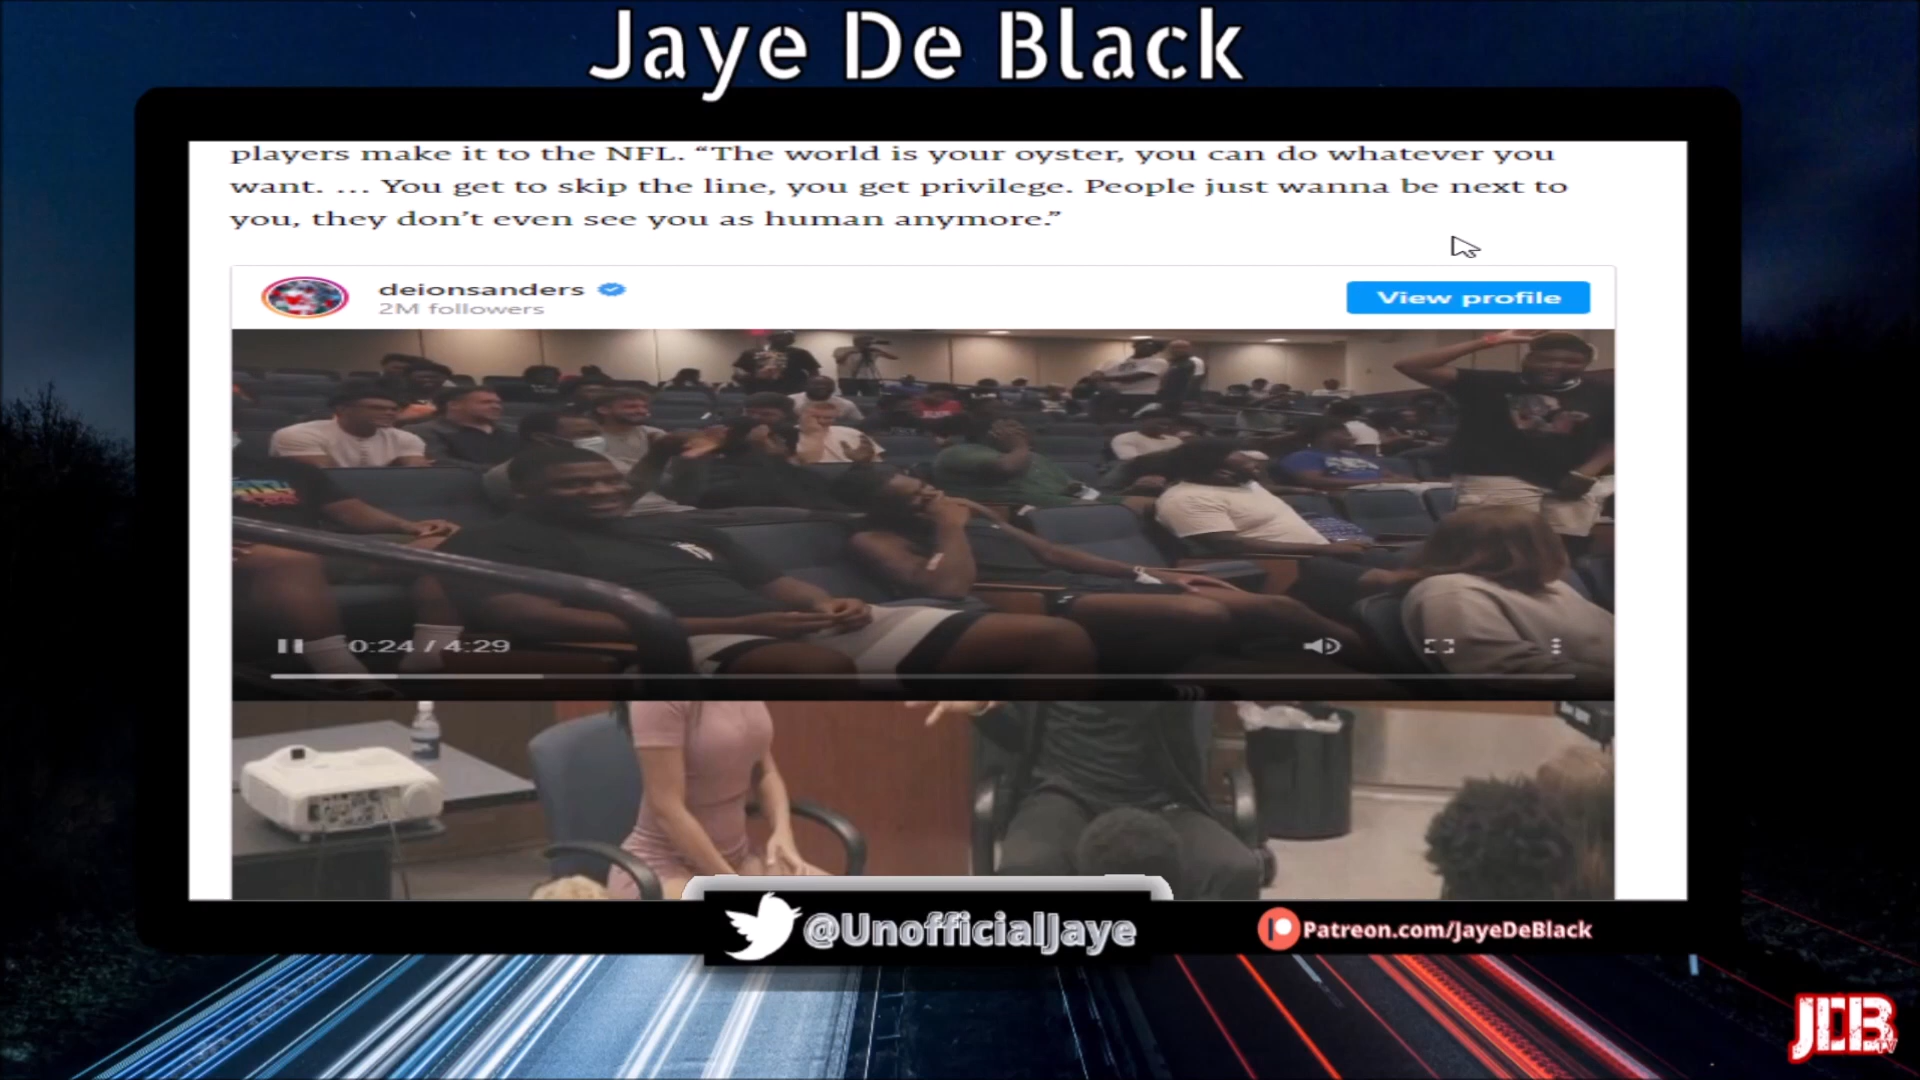 Jaye De Black
players make it to the NFL. “The world is your oyster, you can do whatever you
want. … You get to skip the line, you get privilege. People just wanna be next to
you, they don’t even see you as human anymore.”
deionsanders
2M followers
View profile
0:24 / 4:29
@UnofficialJaye
Patreon.com/JayeDeBlack
JDB
TV